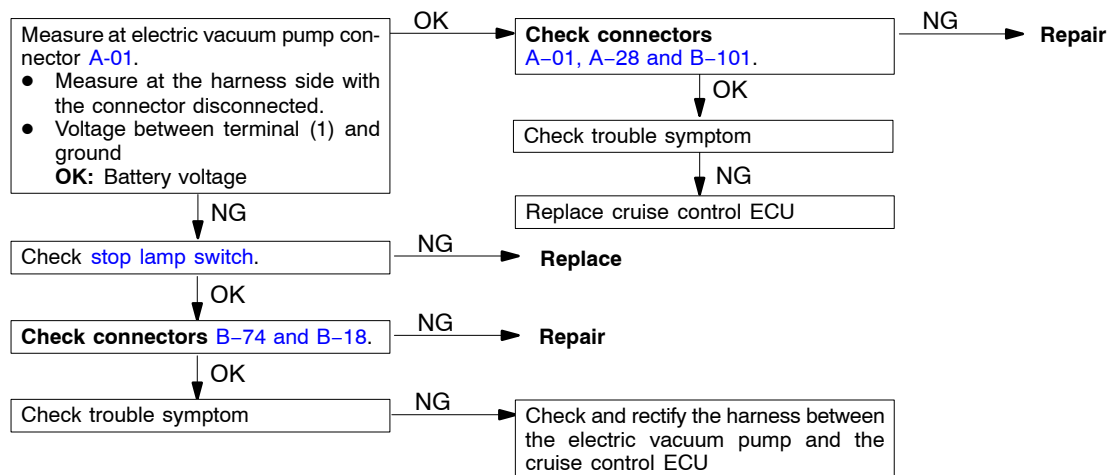 Measure at electric vacuum pump con-
nector A-01.
● Measure at the harness side with
the connector disconnected.
● Voltage between terminal (1) and
ground
OK: Battery voltage
OK
Check connectors
A–01, A–28 and B–101.
NG
Repair
OK
Check trouble symptom
NG
Replace cruise control ECU
NG
Check stop lamp switch.
NG
Replace
OK
Check connectors B–74 and B–18.
NG
Repair
OK
Check trouble symptom
NG
Check and rectify the harness between
the electric vacuum pump and the
cruise control ECU